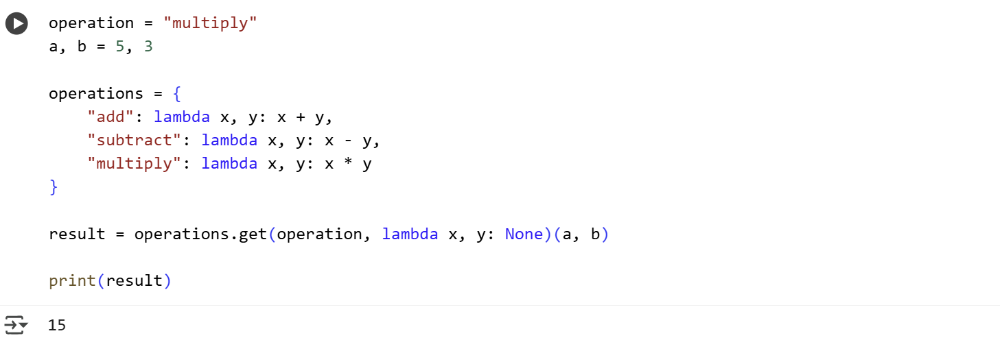 operation = "multiply"
a, b = 5, 3
operations = {
    "add": lambda x, y: x + y,
    "subtract": lambda x, y: x - y,
    "multiply": lambda x, y: x * y
}
result = operations.get(operation, lambda x, y: None)(a, b)
print(result)
15